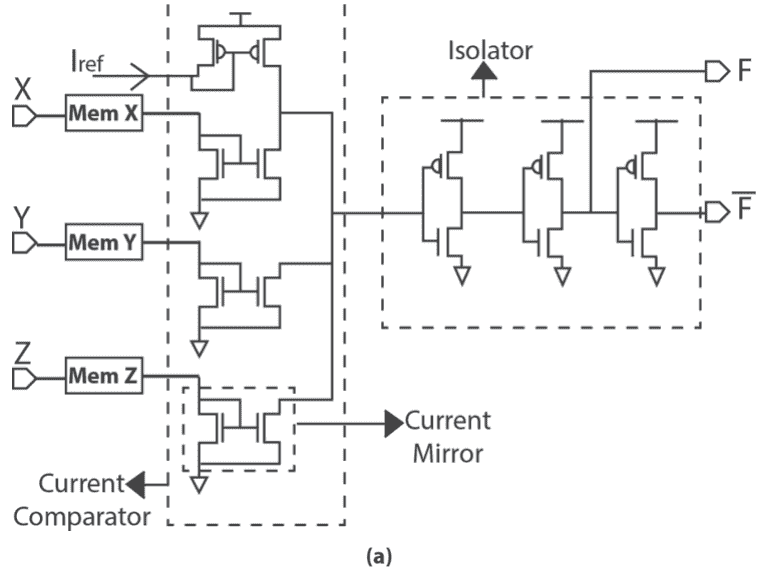 Iref
Isolator
F
X
Mem X
Y
Mem Y
F̅
Z
Mem Z
Current
Mirror
Current
Comparator
(a)